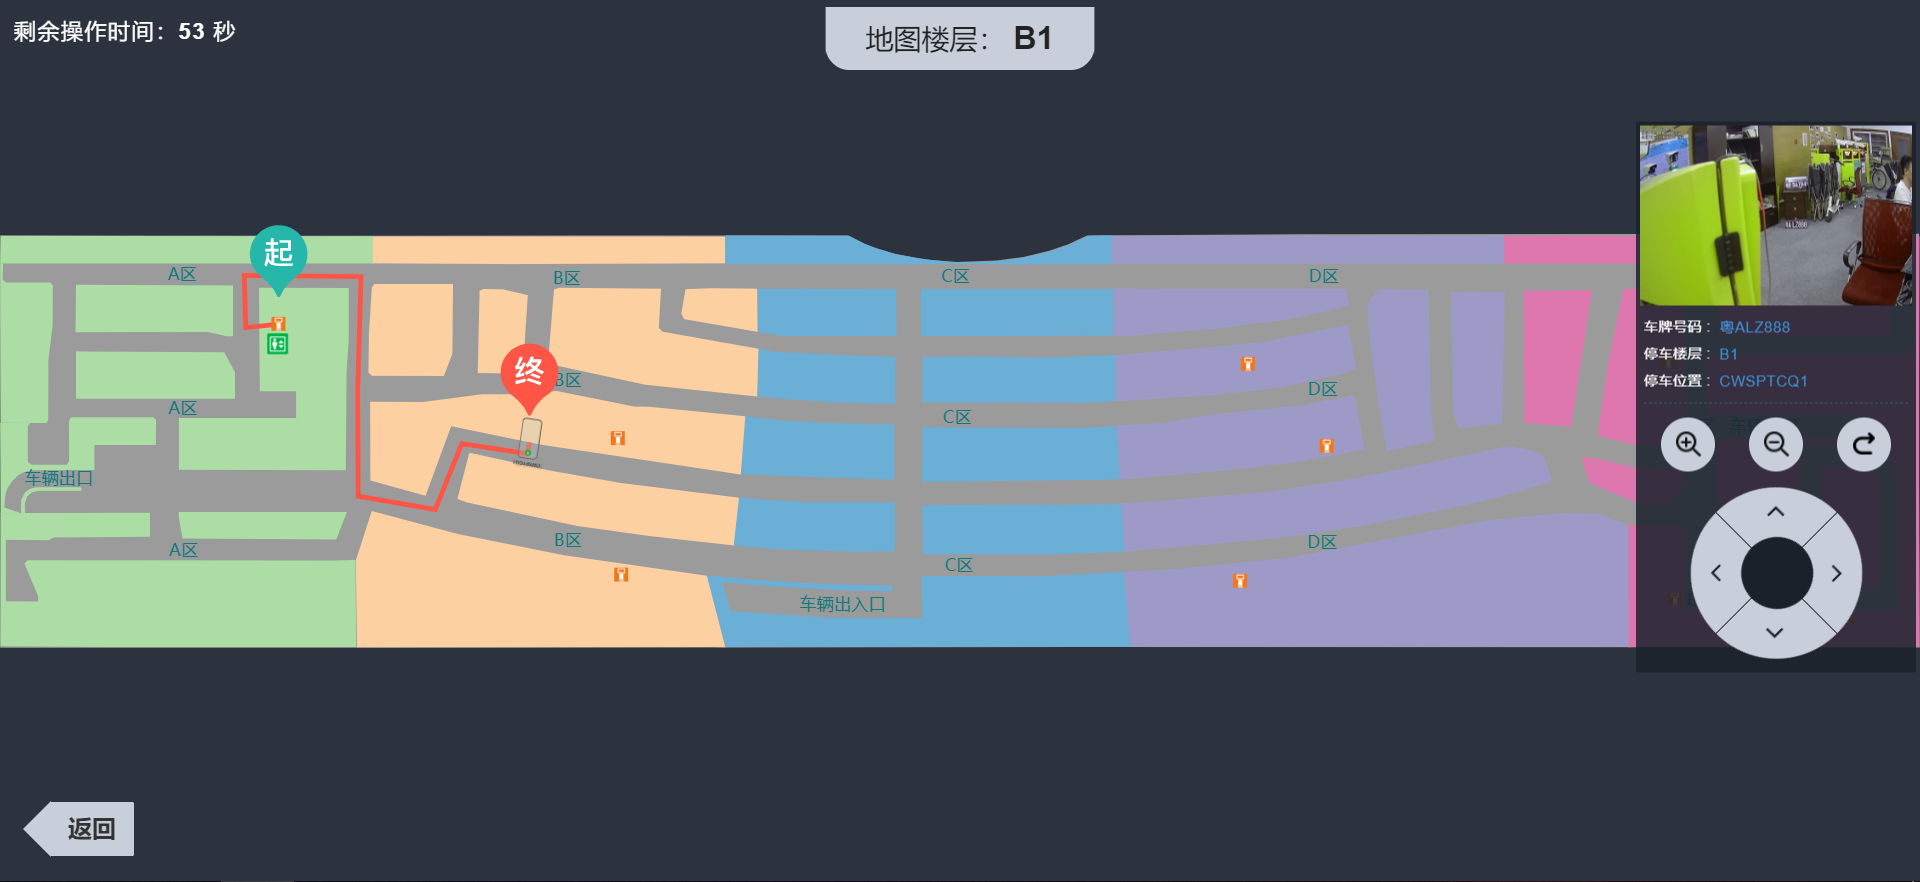 剩余操作时间：53 秒
地图楼层： B1
起
A区
B区
C区
D区
终
B区
D区
A区
C区
车辆出口
A区
B区
C区
D区
车辆出入口
车牌号码： 粤ALZ888
停车楼层： B1
停车位置： CWSPTCQ1
返回